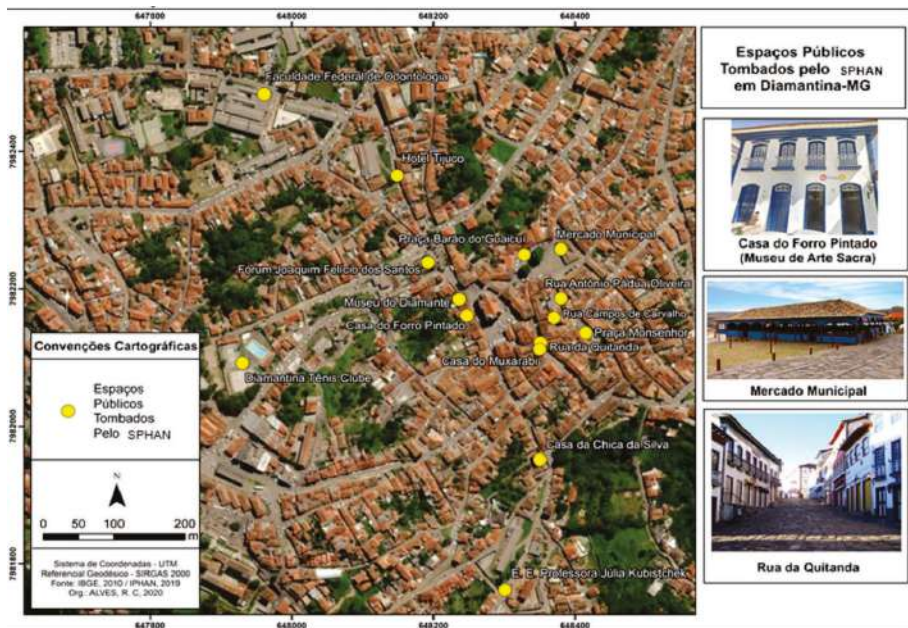 647800 648000 648200 648400
Espaços Públicos
Tombados pelo SPHAN
em Diamantina-MG
Faculdade Federal de Odontologia
7982400
Hotel Tijuco
Praça Barão do Guaicuí
Mercado Municipal
Fórum Joaquim Felício dos Santos
7982200
Rua Antônio Pádua Oliveira
Museu do Diamante
Rua Campos de Carvalho
Casa do Forro Pintado
Praça Monsenhor
Rua da Quitanda
Casa do Muxarabi
Diamantina Tênis Clube
7982000
Casa da Chica da Silva
E. E. Professora Júlia Kubistchek
7981800
Convenções Cartográficas
Espaços
Públicos
Tombados
Pelo SPHAN
N
0 50 100 200
m
Sistema de Coordenadas - UTM
Referencial Geodésico - SIRGAS 2000
Fonte: IBGE, 2010 / IPHAN, 2019
Org.: ALVES, R. C, 2020
647800 648000 648200 648400
Casa do Forro Pintado
(Museu de Arte Sacra)
Mercado Municipal
Rua da Quitanda